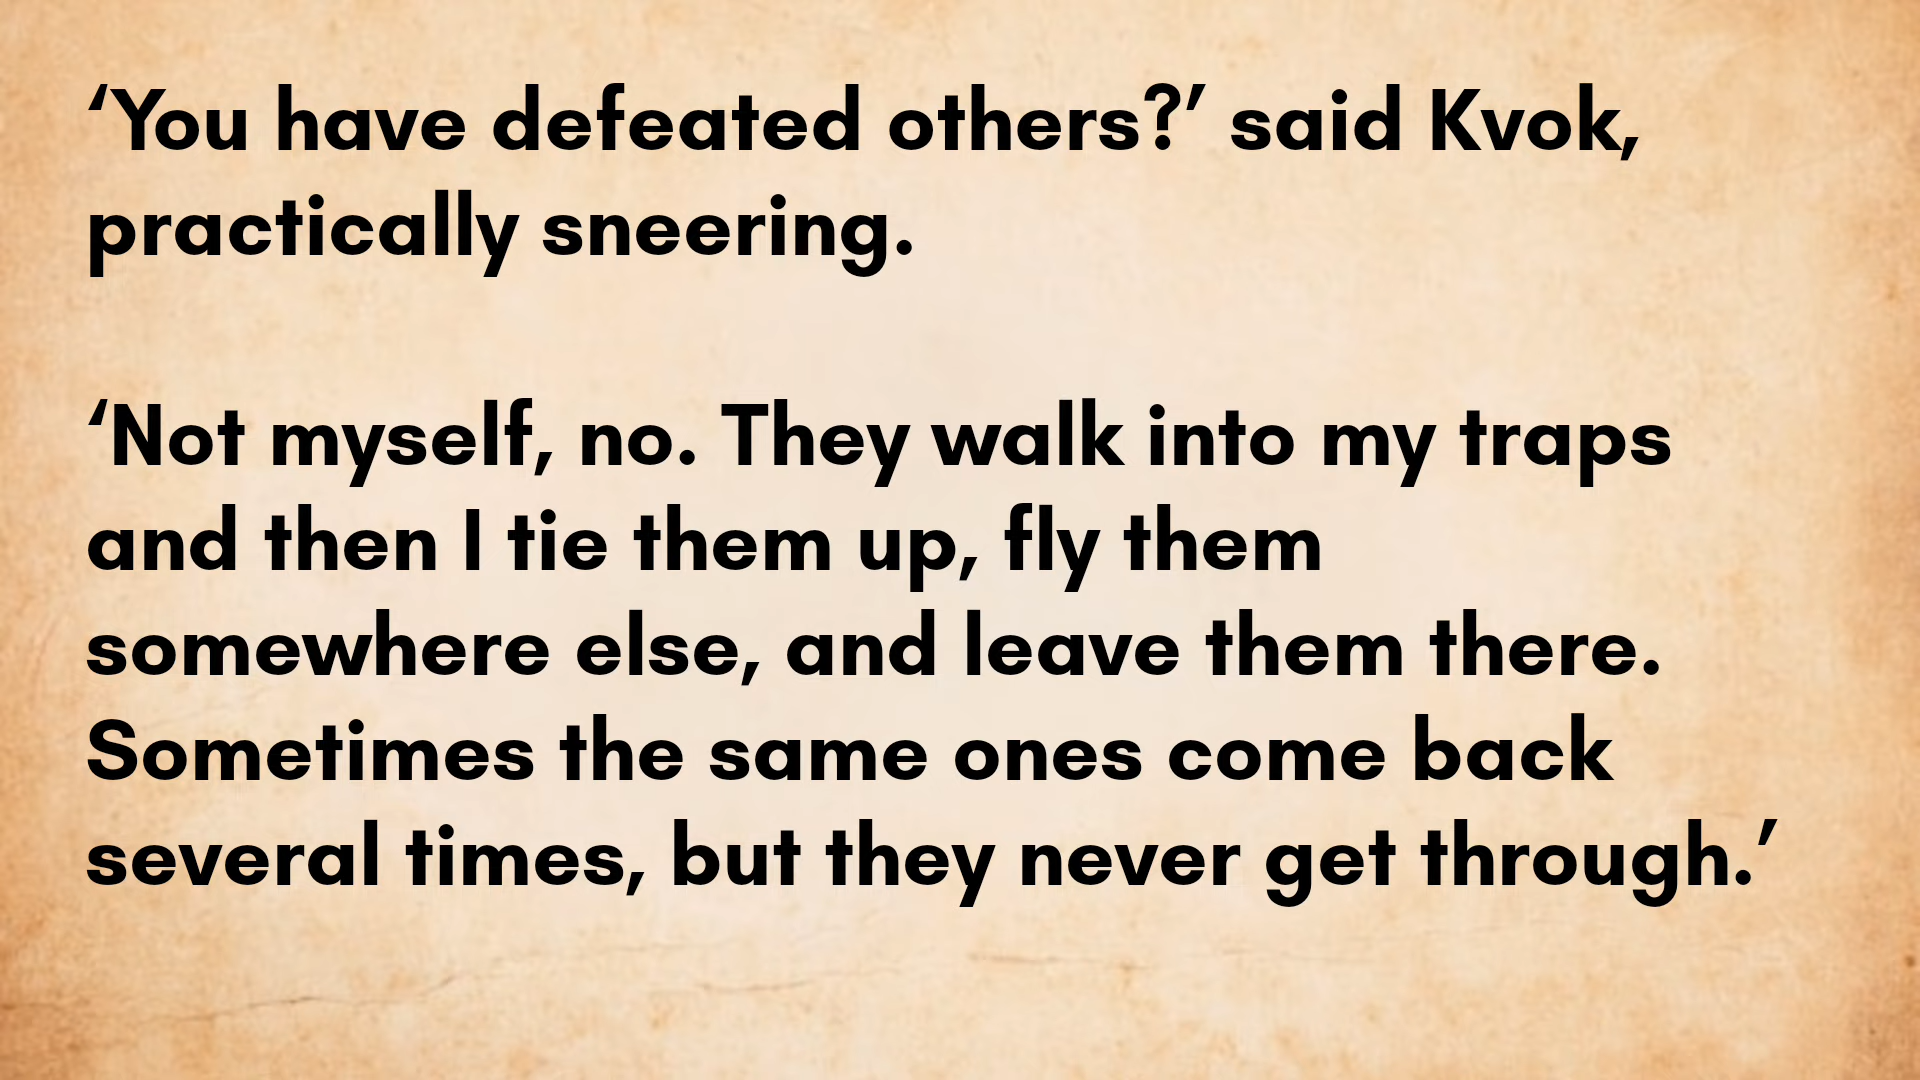 ‘You have defeated others?’ said Kvok,
practically sneering.
‘Not myself, no. They walk into my traps
and then I tie them up, fly them
somewhere else, and leave them there.
Sometimes the same ones come back
several times, but they never get through.’